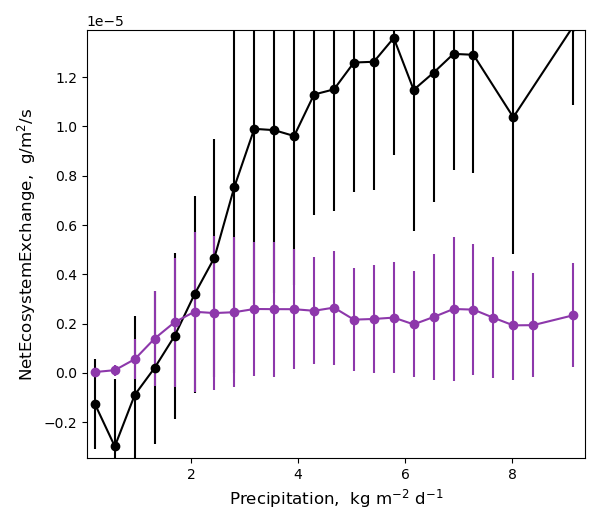 1e−5
1.2
1.0
0.8
0.6
0.4
0.2
0.0
−0.2
NetEcosystemExchange, g/m²/s
2 4 6 8
Precipitation, kg m⁻² d⁻¹